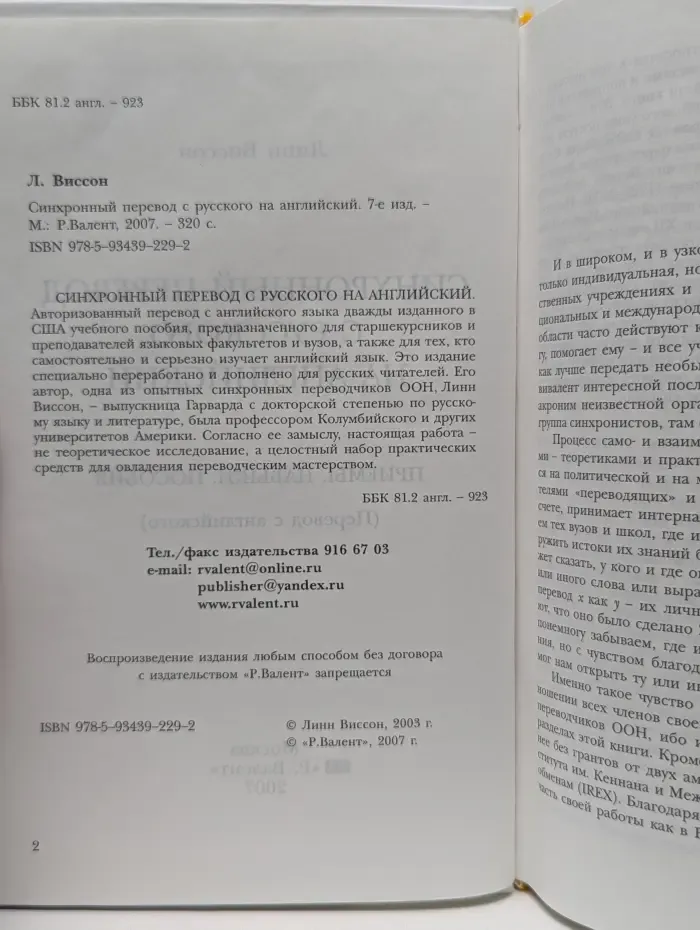 ББК 81.2 англ. – 923
Л. Виссон
Синхронный перевод с русского на английский. 7-е изд. –
М.: Р.Валент, 2007. – 320 с.
ISBN 978-5–93439–229–2
СИНХРОННЫЙ ПЕРЕВОД С РУССКОГО НА АНГЛИЙСКИЙ.
Авторизованный перевод с английского языка дважды изданного в
США учебного пособия, предназначенного для старшекурсников и
преподавателей языковых факультетов и вузов, а также для тех, кто
самостоятельно и серьезно изучает английский язык. Это издание
специально переработано и дополнено для русских читателей. Его
автор, одна из опытных синхронных переводчиков ООН, Линн
Виссон, – выпускница Гарварда с докторской степенью по русско-
му языку и литературе, была профессором Колумбийского и других
университетов Америки. Согласно ее замыслу, настоящая работа –
не теоретическое исследование, а целостный набор практических
средств для овладения переводческим мастерством.
ББК 81.2 англ. – 923
Тел./факс издательства 916 67 03
e-mail: rvalent@online.ru
publisher@yandex.ru
www.rvalent.ru
Воспроизведение издания любым способом без договора
с издательством «Р.Валент» запрещается
ISBN 978-5–93439–229–2
© Линн Виссон, 2003 г.
© «Р.Валент», 2007 г.
2
И в широком, и в узко
только индивидуальная, но
ственных учреждениях и
циональных и международ
области часто действуют к
гу, помогает ему – и все уч
как лучше передать необы
вивалент интересной посл
акроним неизвестной орга
группа синхронистов, там
Процесс само- и взаим
ми – теоретиками и практ
ся на политической и на м
телями «переводящих» и
счете, принимает интерна
ем тех вузов и школ, где и
ружить истоки их знаний б
жет сказать, у кого и где о
или иного слова или выра
перевод x как y – их личн
ют, что оно было сделано
понемногу забываем, где и
ния, но с чувством благод
мог нам открыть ту или ин
Именно такое чувство
ношении всех членов свое
переводчиков ООН, ибо и
разделах этой книги. Кром
нее без грантов от двух ам
ститута им. Кеннана и Меж
обменам (IREX). Благодаря
часть своей работы как в В